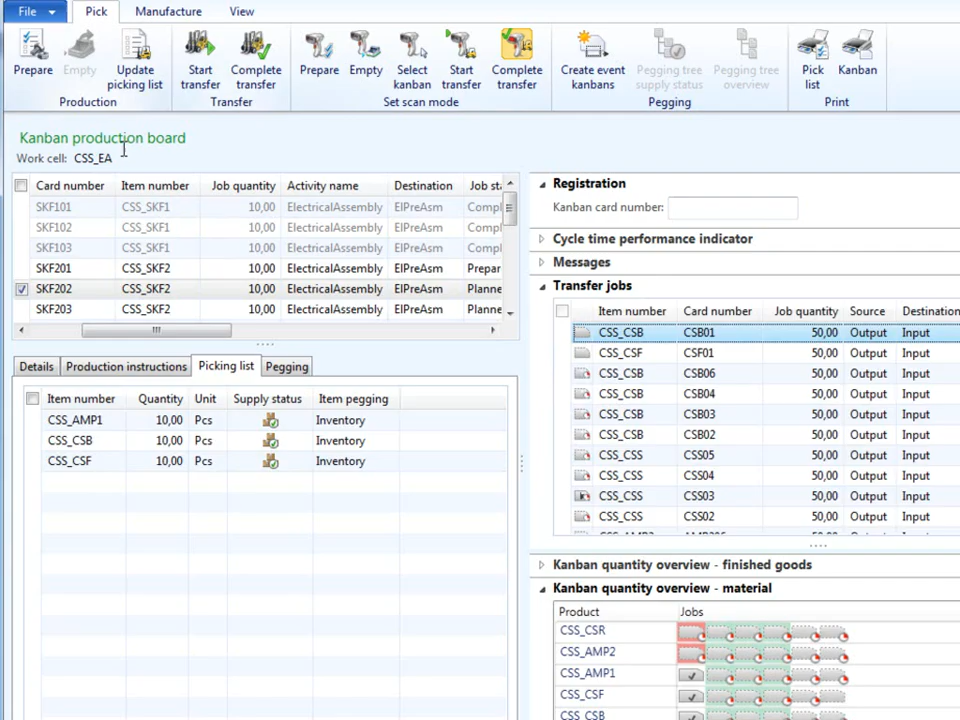 File Pick Manufacture View
Prepare Empty Update picking list Start transfer Complete transfer Prepare Empty Select kanban Start transfer Complete transfer Create event kanbans Pegging tree supply status Pegging tree overview Pick list Kanban
Production Transfer Set scan mode Pegging Print
Kanban production board
Work cell: CSS_EA
Card number Item number Job quantity Activity name Destination Job sta
SKF101 CSS_SKF1 10,00 ElectricalAssembly ElPreAsm Compl
SKF102 CSS_SKF1 10,00 ElectricalAssembly ElPreAsm Compl
SKF103 CSS_SKF1 10,00 ElectricalAssembly ElPreAsm Compl
SKF201 CSS_SKF2 10,00 ElectricalAssembly ElPreAsm Prepar
SKF202 CSS_SKF2 10,00 ElectricalAssembly ElPreAsm Planne
SKF203 CSS_SKF2 10,00 ElectricalAssembly ElPreAsm Planne
Details Production instructions Picking list Pegging
Item number Quantity Unit Supply status Item pegging
CSS_AMP1 10,00 Pcs Inventory
CSS_CSB 10,00 Pcs Inventory
CSS_CSF 10,00 Pcs Inventory
Registration
Kanban card number:
Cycle time performance indicator
Messages
Transfer jobs
Item number Card number Job quantity Source Destination
CSS_CSB CSB01 50,00 Output Input
CSS_CSF CSF01 50,00 Output Input
CSS_CSB CSB06 50,00 Output Input
CSS_CSB CSB04 50,00 Output Input
CSS_CSB CSB03 50,00 Output Input
CSS_CSB CSB02 50,00 Output Input
CSS_CSS CSS05 50,00 Output Input
CSS_CSS CSS04 50,00 Output Input
CSS_CSS CSS03 50,00 Output Input
CSS_CSS CSS02 50,00 Output Input
Kanban quantity overview - finished goods
Kanban quantity overview - material
Product Jobs
CSS_CSR
CSS_AMP2
CSS_AMP1
CSS_CSF
CSS_CSB